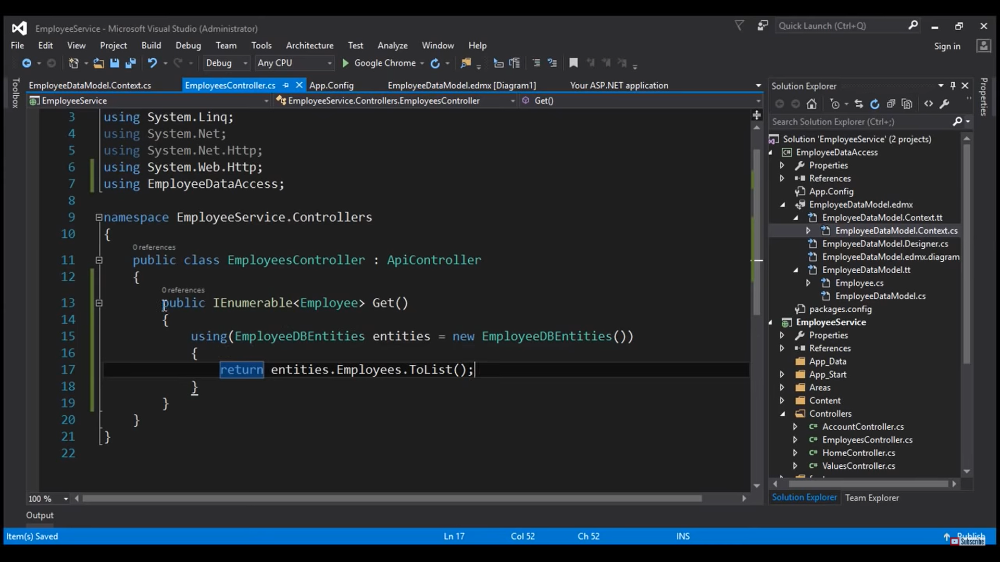 EmployeeService - Microsoft Visual Studio (Administrator)
Quick Launch (Ctrl+Q)
File Edit View Project Build Debug Team Tools Architecture Test Analyze Window Help
Sign in
Debug Any CPU Google Chrome
Toolbox
EmployeeDataModel.Context.cs EmployeesController.cs App.Config EmployeeDataModel.edmx [Diagram1] Your ASP.NET application
EmployeeService EmployeeService.Controllers.EmployeesController Get()
3 using System.Linq;
4 using System.Net;
5 using System.Net.Http;
6 using System.Web.Http;
7 using EmployeeDataAccess;
8
9 namespace EmployeeService.Controllers
10 {
0 references
11 public class EmployeesController : ApiController
12 {
0 references
13 public IEnumerable<Employee> Get()
14 {
15 using(EmployeeDBEntities entities = new EmployeeDBEntities())
16 {
17 return entities.Employees.ToList();
18 }
19 }
20 }
21 }
22
100 %
Output
Solution Explorer
Properties
Search Solution Explorer (Ctrl+;)
Solution 'EmployeeService' (2 projects)
EmployeeDataAccess
Properties
References
App.Config
EmployeeDataModel.edmx
EmployeeDataModel.Context.tt
EmployeeDataModel.Context.cs
EmployeeDataModel.Designer.cs
EmployeeDataModel.edmx.diagram
EmployeeDataModel.tt
Employee.cs
EmployeeDataModel.cs
packages.config
EmployeeService
Properties
References
App_Data
App_Start
Areas
Content
Controllers
AccountController.cs
EmployeesController.cs
HomeController.cs
ValuesController.cs
Solution Explorer Team Explorer
Item(s) Saved Ln 17 Col 52 Ch 52 INS Publish
Subscribe